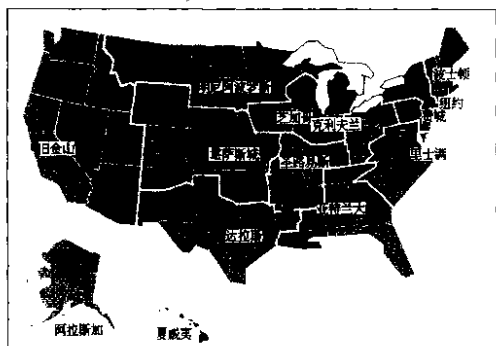 波士顿
明尼阿波罗斯
纽约
芝加哥
克利夫兰
费城
旧金山
堪萨斯城
圣路易斯
里士满
亚特兰大
达拉斯
阿拉斯加
夏威夷